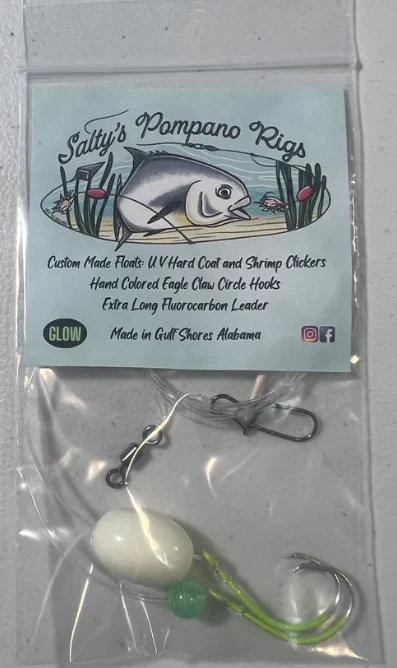 Salty's Pompano Rigs
Custom Made Floats: UV Hard Coat and Shrimp Clickers
Hand Colored Eagle Claw Circle Hooks
Extra Long Fluorocarbon Leader
GLOW
Made in Gulf Shores Alabama